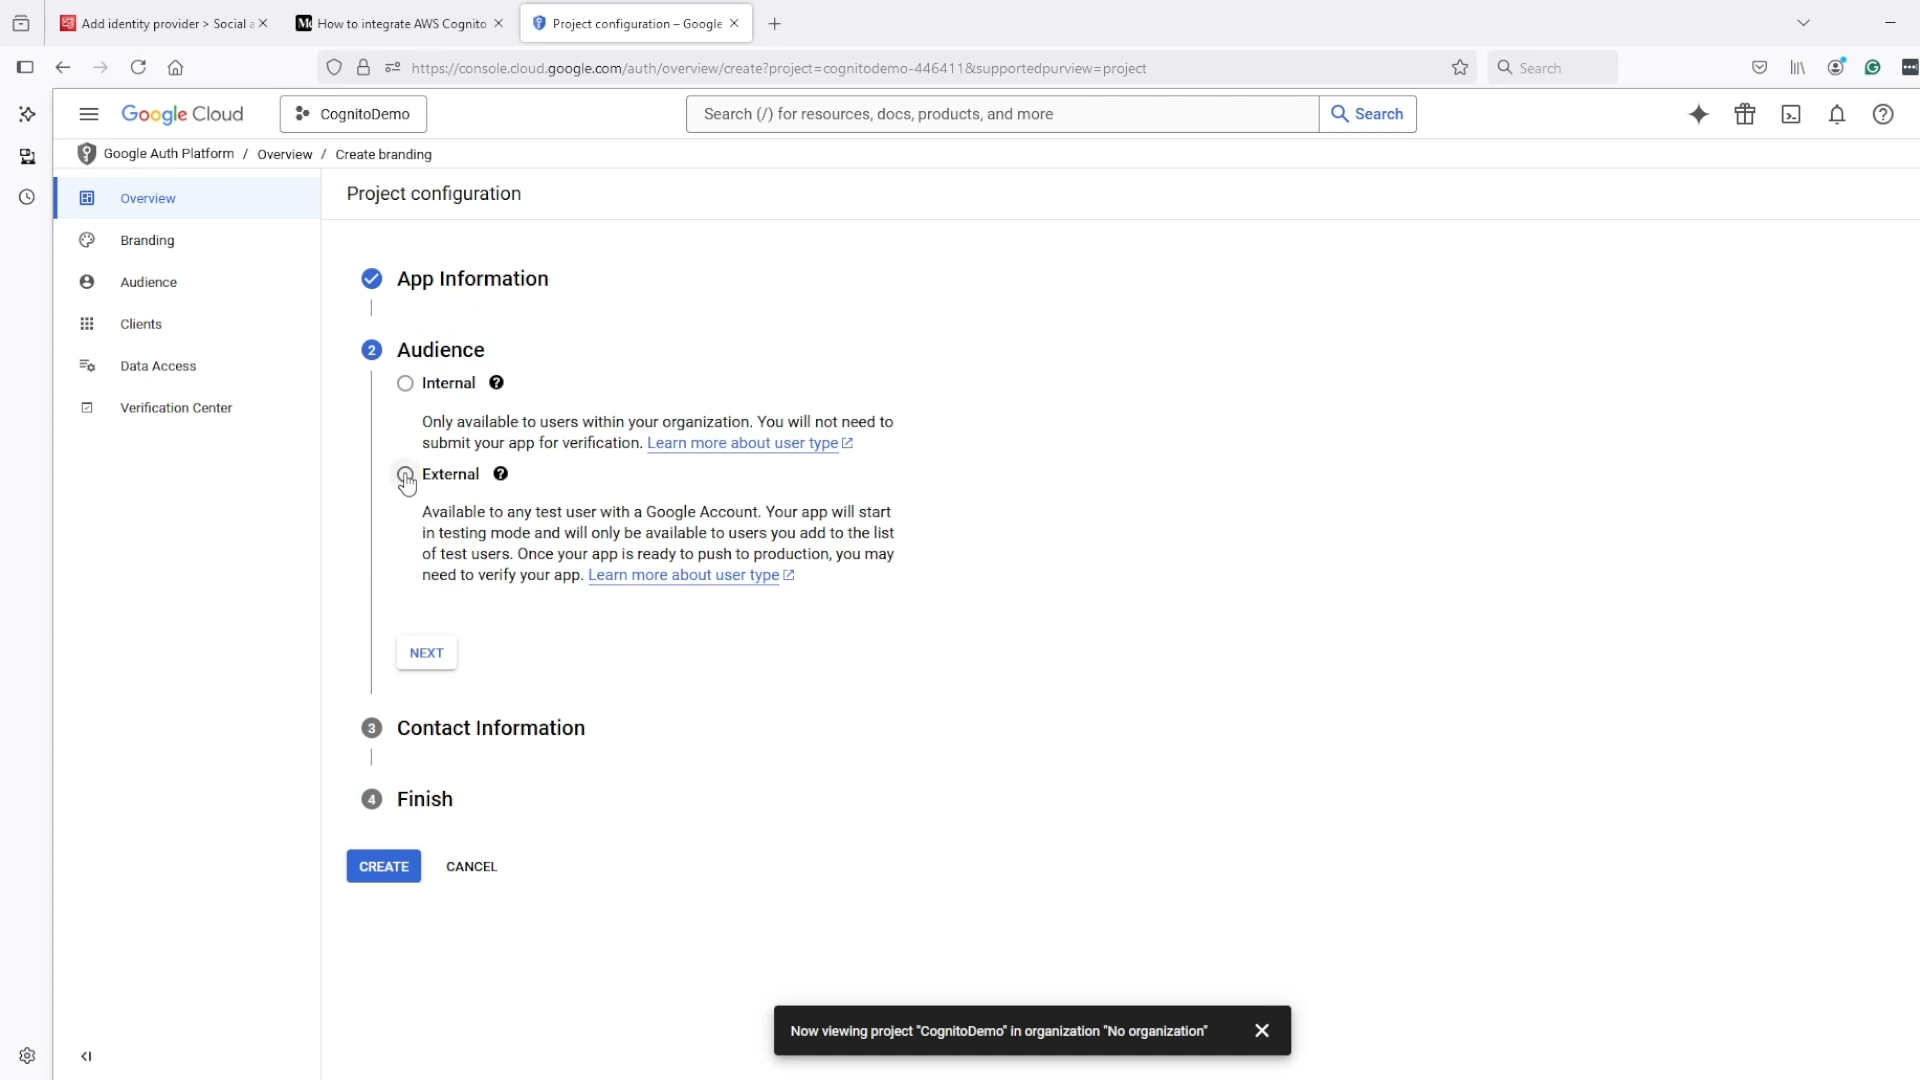 Add identity provider > Social a
How to integrate AWS Cognito
Project configuration – Google
https://console.cloud.google.com/auth/overview/create?project=cognitodemo-446411&supportedpurview=project
Search
Google Cloud
CognitoDemo
Search (/) for resources, docs, products, and more
Search
Google Auth Platform / Overview / Create branding
Overview
Branding
Audience
Clients
Data Access
Verification Center
Project configuration
App Information
2 Audience
Internal
Only available to users within your organization. You will not need to
submit your app for verification. Learn more about user type
External
Available to any test user with a Google Account. Your app will start
in testing mode and will only be available to users you add to the list
of test users. Once your app is ready to push to production, you may
need to verify your app. Learn more about user type
NEXT
3 Contact Information
4 Finish
CREATE CANCEL
Now viewing project "CognitoDemo" in organization "No organization"